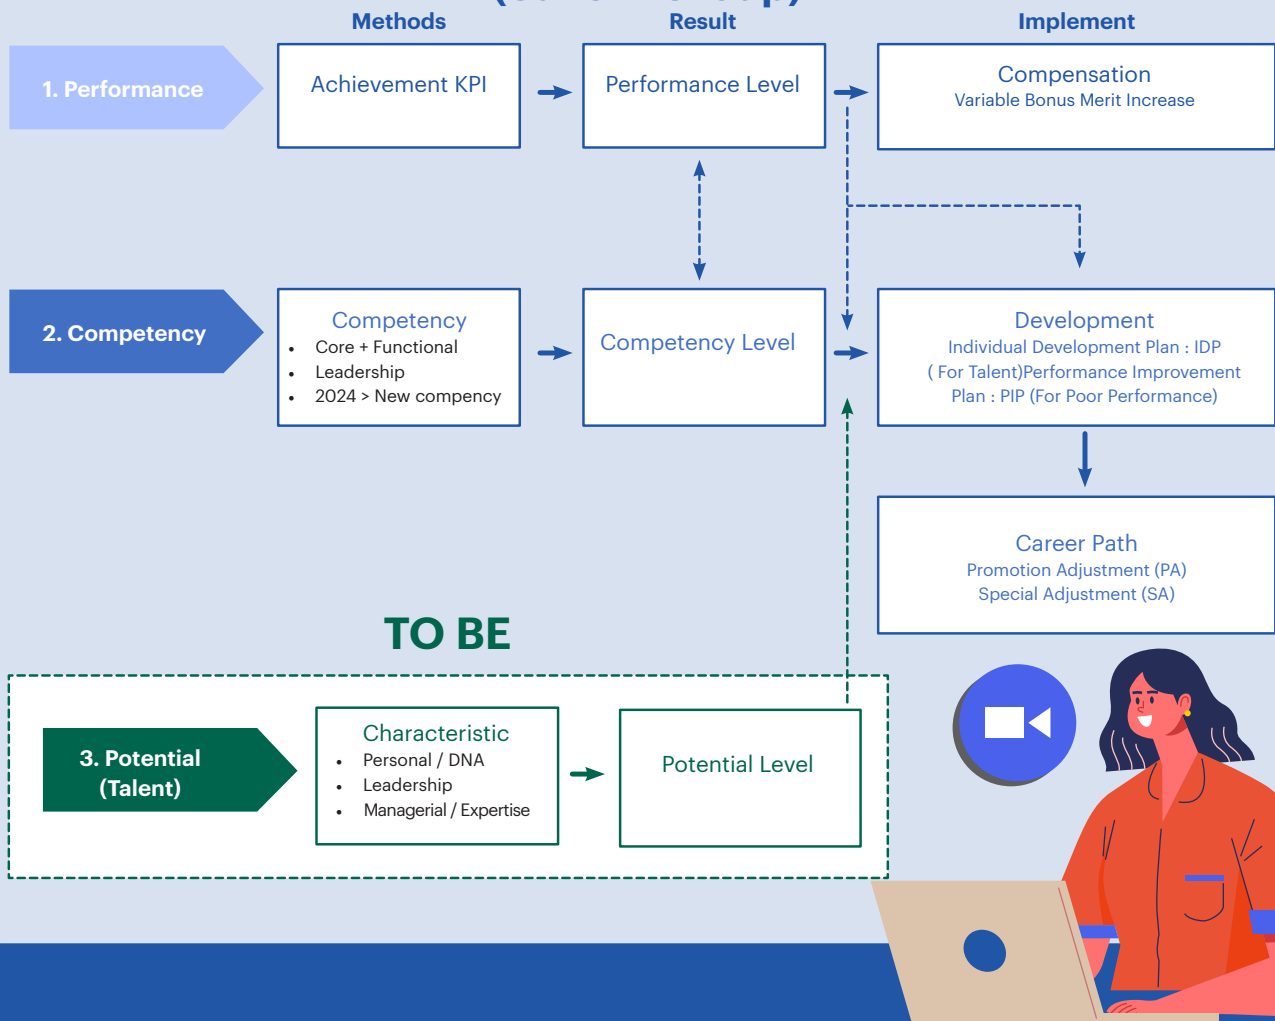 Methods
Result
Implement
1. Performance
Achievement KPI
Performance Level
Compensation
Variable Bonus Merit Increase
2. Competency
Competency
• Core + Functional
• Leadership
• 2024 > New compency
Competency Level
Development
Individual Development Plan : IDP
( For Talent)Performance Improvement
Plan : PIP (For Poor Performance)
Career Path
Promotion Adjustment (PA)
Special Adjustment (SA)
TO BE
3. Potential
(Talent)
Characteristic
• Personal / DNA
• Leadership
• Managerial / Expertise
Potential Level